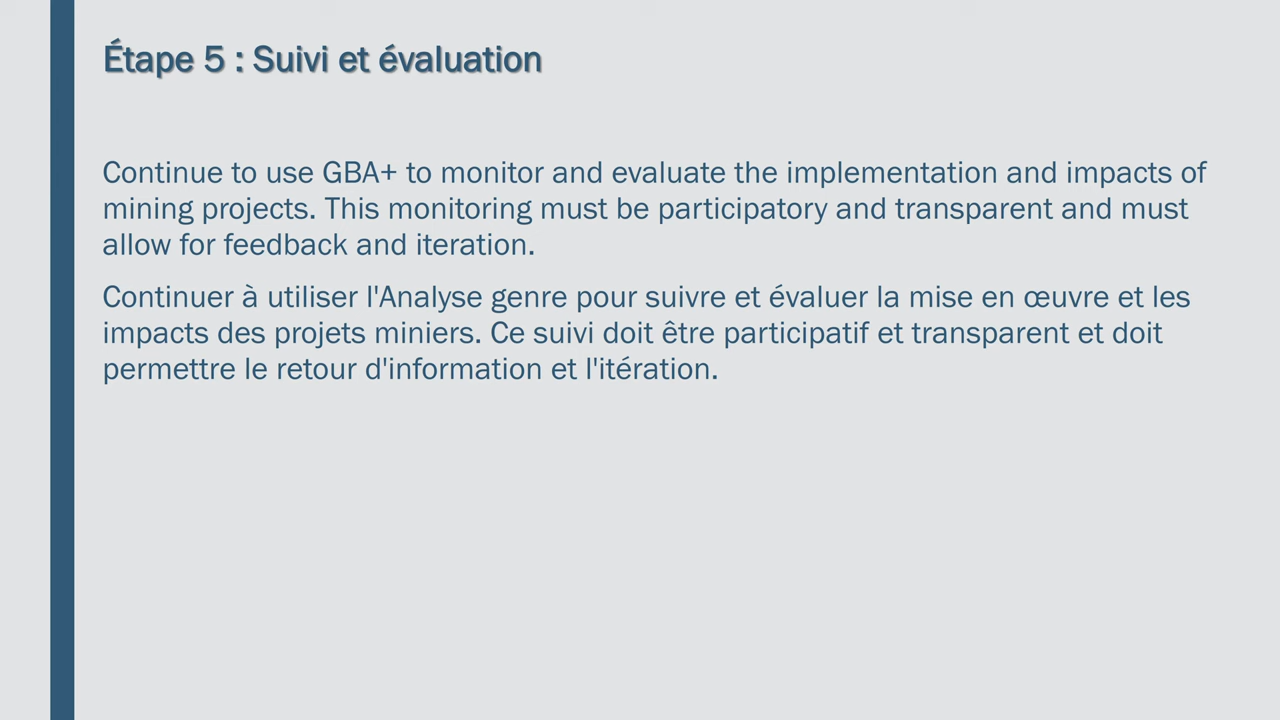 Étape 5 : Suivi et évaluation
Continue to use GBA+ to monitor and evaluate the implementation and impacts of
mining projects. This monitoring must be participatory and transparent and must
allow for feedback and iteration.
Continuer à utiliser l'Analyse genre pour suivre et évaluer la mise en œuvre et les
impacts des projets miniers. Ce suivi doit être participatif et transparent et doit
permettre le retour d'information et l'itération.